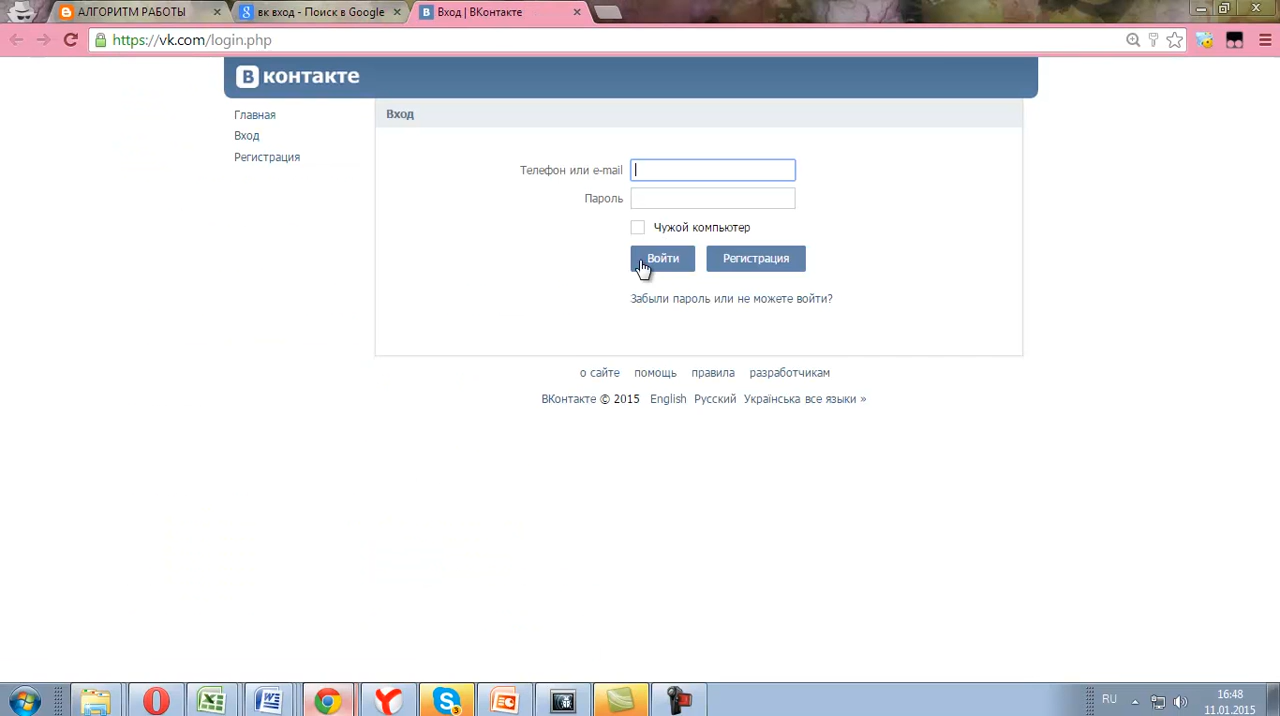 АЛГОРИТМ РАБОТЫ
вк вход - Поиск в Google
Вход | ВКонтакте
https://vk.com/login.php
В контакте
Главная
Вход
Регистрация
Вход
Телефон или e-mail
Пароль
Чужой компьютер
Войти
Регистрация
Забыли пароль или не можете войти?
о сайте помощь правила разработчикам
ВКонтакте © 2015 English Русский Українська все языки »
RU
16:48
11.01.2015